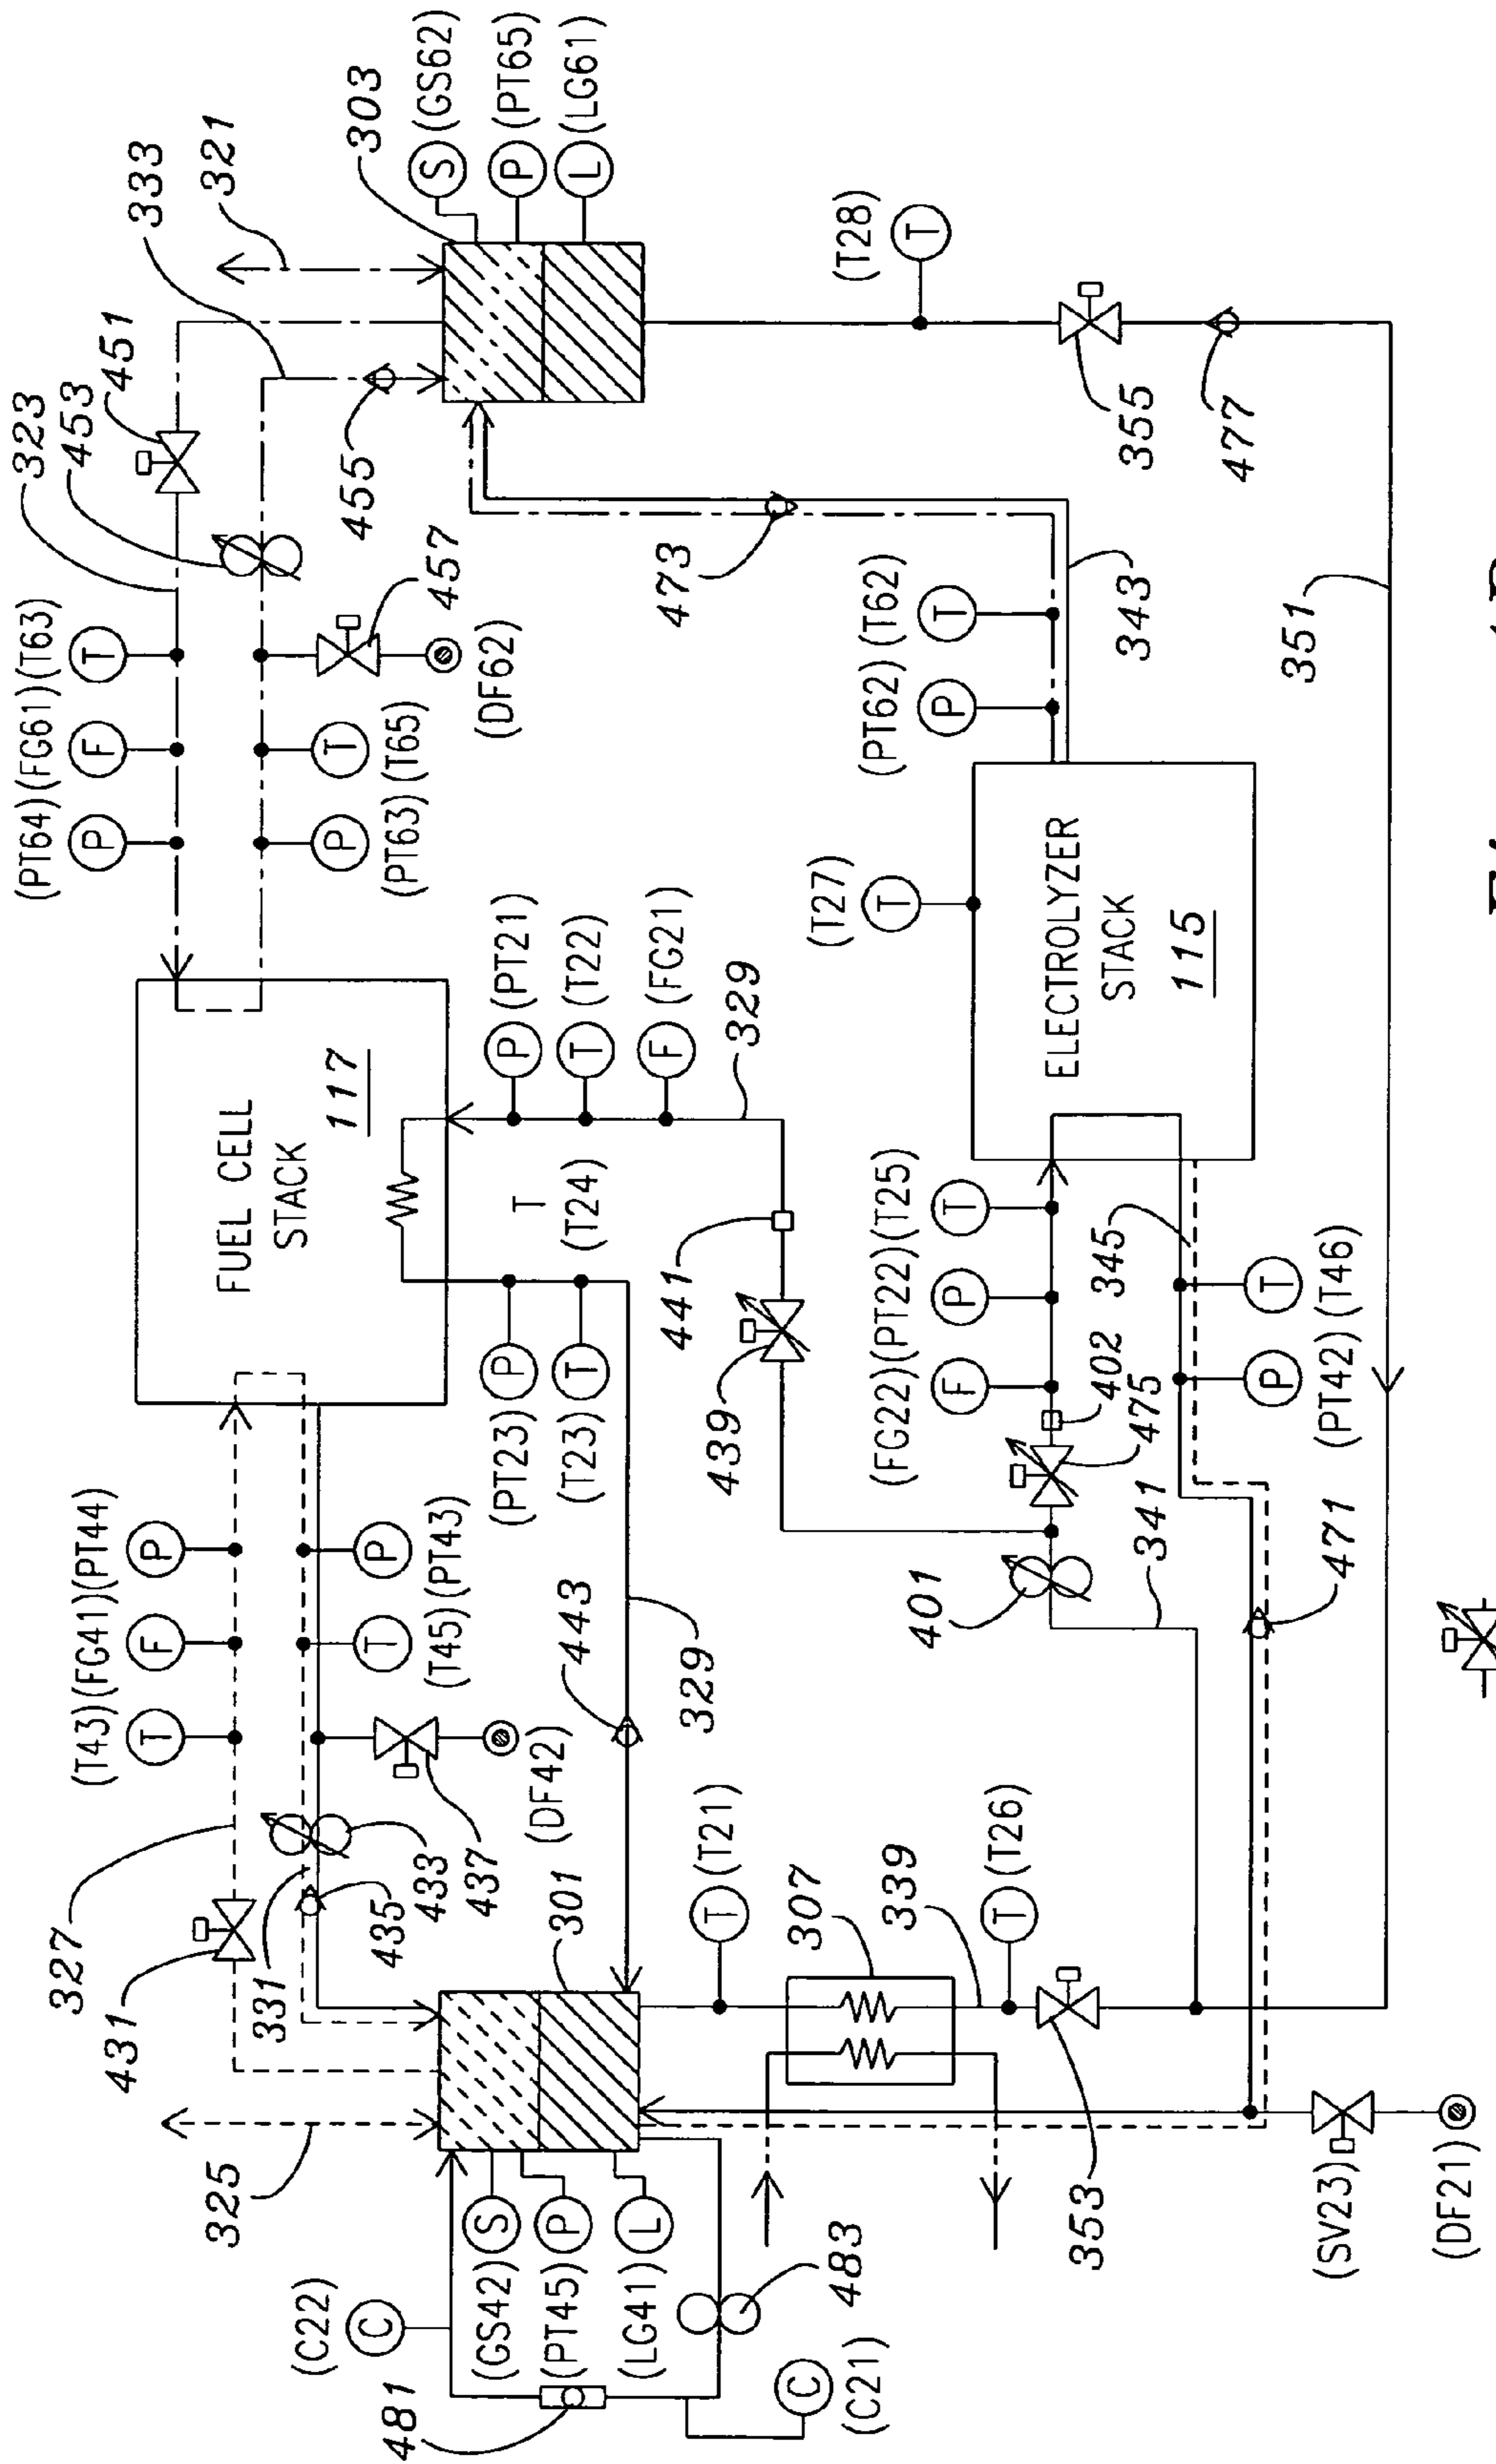 (C22)
481
325
(GS42)
(PT45)
(LG41)
483
(C21)
C
S
P
L
C
431
327
331
(T43)(FG41)(PT44)
T
F
P
T
P
(T45)(PT43)
435
433
437
(DF42)
301
FUEL CELL
STACK
117
(PT64)(FG61)(T63)
P
F
T
323
453
451
333
321
303
P
T
(PT63)(T65)
457
(DF62)
455
S
(GS62)
P
(PT65)
L
(LG61)
443
329
(PT23)
P
(T23)
T
T
(T24)
P
(PT21)
T
(T22)
F
(FG21)
329
441
439
T
(T21)
307
339
T
(T26)
353
(SV23)
(DF21)
401
341
471
(FG22)(PT22)(T25)
F
P
T
402
475
345
P
T
(PT42)(T46)
(T27)
T
ELECTROLYZER
STACK
115
(PT62)(T62)
P
T
473
343
(T28)
T
355
477
351